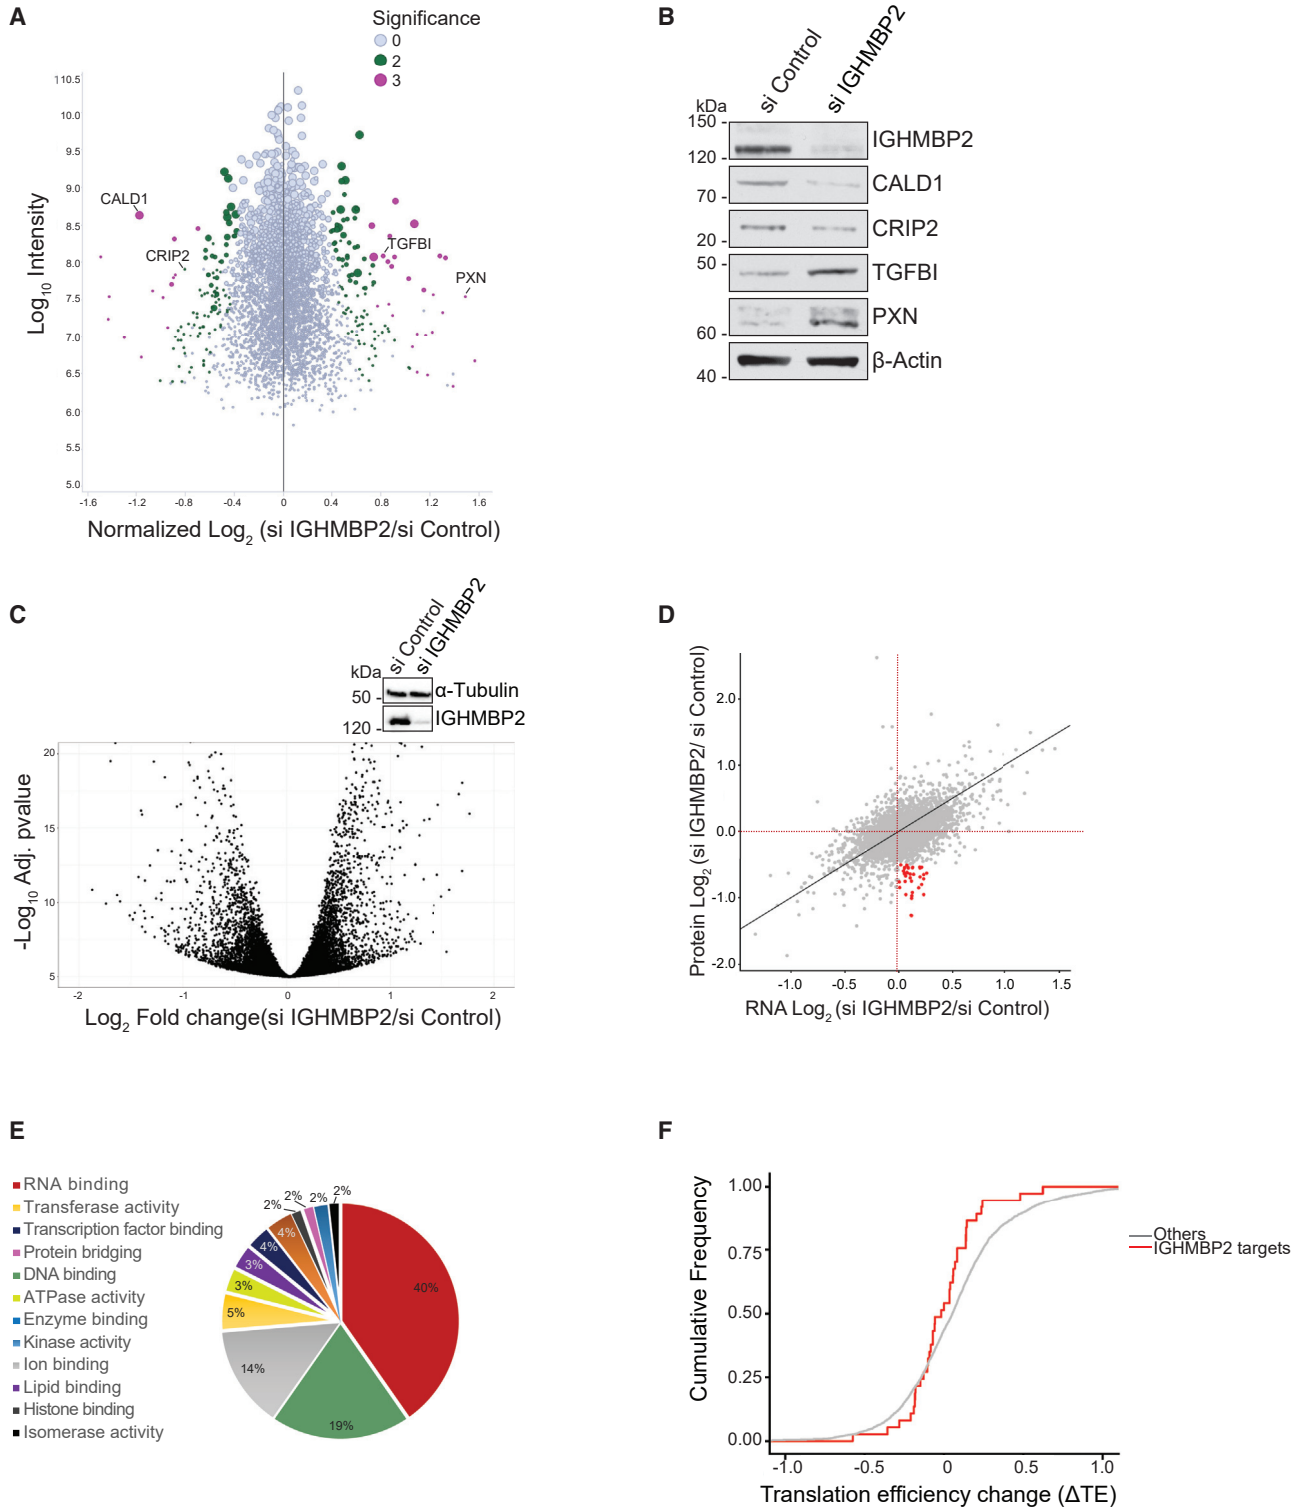 A
Significance
0
2
3
110.5
10.0
9.5
9.0
8.5
8.0
7.5
7.0
6.5
6.0
5.5
5.0
Log10 Intensity
CALD1
CRIP2
TGFBI
PXN
-1.6 -1.2 -0.8 -0.4 0 0.4 0.8 1.2 1.6
Normalized Log2 (si IGHMBP2/si Control)
B
si Control
si IGHMBP2
kDa
150 -
120 -
IGHMBP2
70 -
CALD1
20 -
CRIP2
50 -
TGFBI
60 -
PXN
40 -
β-Actin
C
si Control
si IGHMBP2
kDa
50 -
α-Tubulin
120 -
IGHMBP2
20
15
10
5
-Log10 Adj. pvalue
-2 -1 0 1 2
Log2 Fold change(si IGHMBP2/si Control)
D
Protein Log2 (si IGHMBP2/ si Control)
2.0
1.0
0.0
-1.0
-2.0
-1.0 -0.5 0.0 0.5 1.0 1.5
RNA Log2 (si IGHMBP2/si Control)
E
RNA binding
Transferase activity
Transcription factor binding
Protein bridging
DNA binding
ATPase activity
Enzyme binding
Kinase activity
Ion binding
Lipid binding
Histone binding
Isomerase activity
40%
19%
14%
5%
3%
3%
4%
4%
2%
2%
2%
2%
F
Cumulative Frequency
1.00
0.75
0.50
0.25
0.00
-1.0 -0.5 0 0.5 1.0
Translation efficiency change (ΔTE)
Others
IGHMBP2 targets